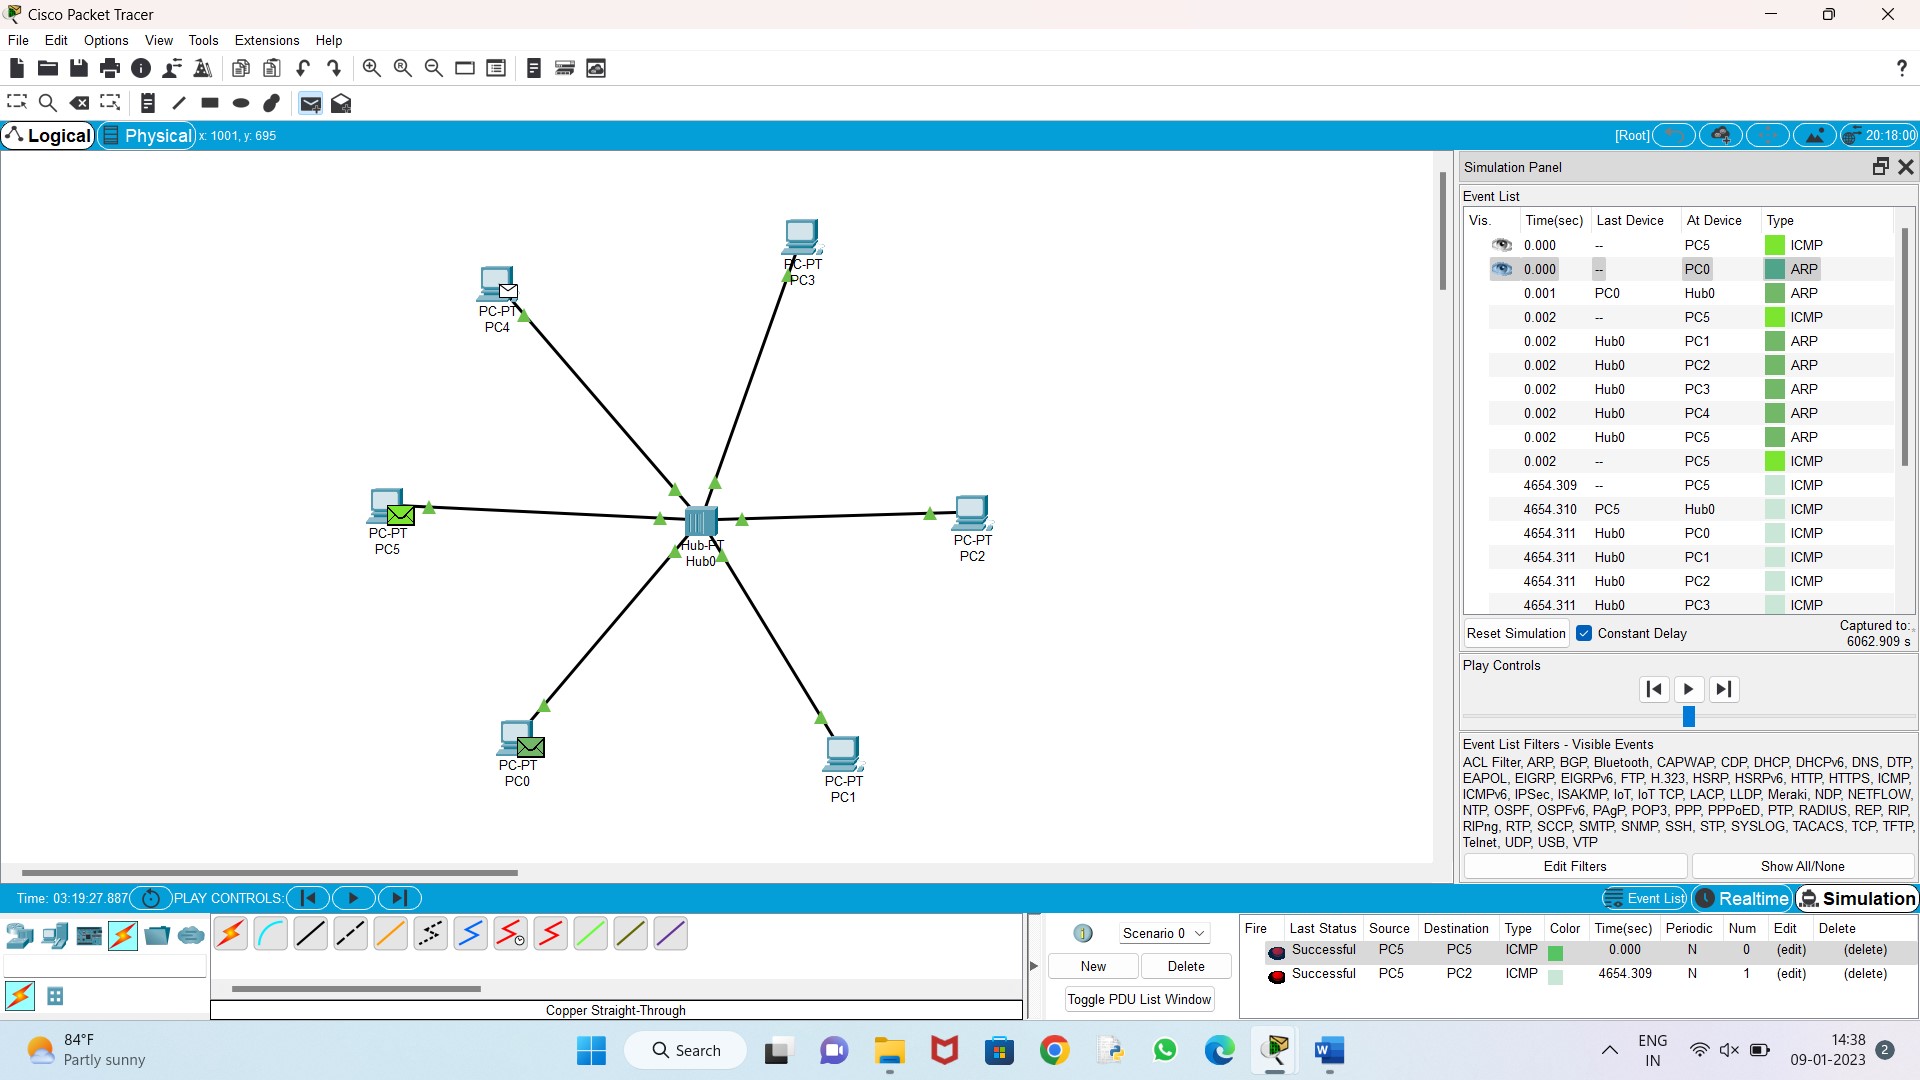 Cisco Packet Tracer
File Edit Options View Tools Extensions Help
?
Logical Physical x: 1001, y: 695 [Root] 20:18:00
Simulation Panel
Event List
Vis. Time(sec) Last Device At Device Type
0.000 -- PC5 ICMP
0.000 -- PC0 ARP
0.001 PC0 Hub0 ARP
0.002 -- PC5 ICMP
0.002 Hub0 PC1 ARP
0.002 Hub0 PC2 ARP
0.002 Hub0 PC3 ARP
0.002 Hub0 PC4 ARP
0.002 Hub0 PC5 ARP
0.002 -- PC5 ICMP
4654.309 -- PC5 ICMP
4654.310 PC5 Hub0 ICMP
4654.311 Hub0 PC0 ICMP
4654.311 Hub0 PC1 ICMP
4654.311 Hub0 PC2 ICMP
4654.311 Hub0 PC3 ICMP
Reset Simulation Constant Delay Captured to:
6062.909 s
Play Controls
Event List Filters - Visible Events
ACL Filter, ARP, BGP, Bluetooth, CAPWAP, CDP, DHCP, DHCPv6, DNS, DTP,
EAPOL, EIGRP, EIGRPv6, FTP, H.323, HSRP, HSRPv6, HTTP, HTTPS, ICMP,
ICMPv6, IPSec, ISAKMP, IoT, IoT TCP, LACP, LLDP, Meraki, NDP, NETFLOW,
NTP, OSPF, OSPFv6, PAgP, POP3, PPP, PPPoED, PTP, RADIUS, REP, RIP,
RIPng, RTP, SCCP, SMTP, SNMP, SSH, STP, SYSLOG, TACACS, TCP, TFTP,
Telnet, UDP, USB, VTP
Edit Filters Show All/None
PC-PT
PC3
PC-PT
PC4
PC-PT
PC5
Hub-PT
Hub0
PC-PT
PC2
PC-PT
PC0
PC-PT
PC1
Time: 03:19:27.887 PLAY CONTROLS: Event List Realtime Simulation
Scenario 0
New Delete
Toggle PDU List Window
Fire Last Status Source Destination Type Color Time(sec) Periodic Num Edit Delete
Successful PC5 PC5 ICMP 0.000 N 0 (edit) (delete)
Successful PC5 PC2 ICMP 4654.309 N 1 (edit) (delete)
Copper Straight-Through
84°F
Partly sunny
Search
ENG
IN
14:38
09-01-2023
2